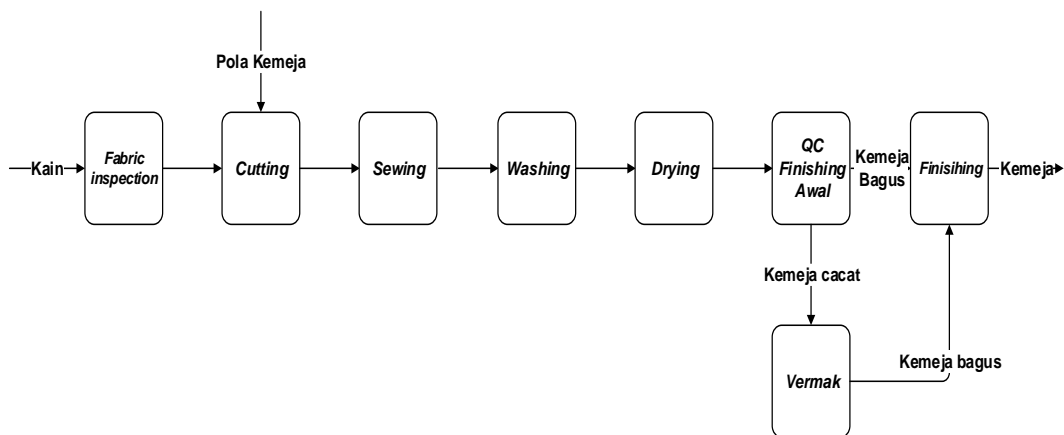 Pola Kemeja
Kain
Fabric
inspection
Cutting
Sewing
Washing
Drying
QC
Finishing
Awal
Kemeja
Bagus
Finisihing
Kemeja
Kemeja cacat
Vermak
Kemeja bagus